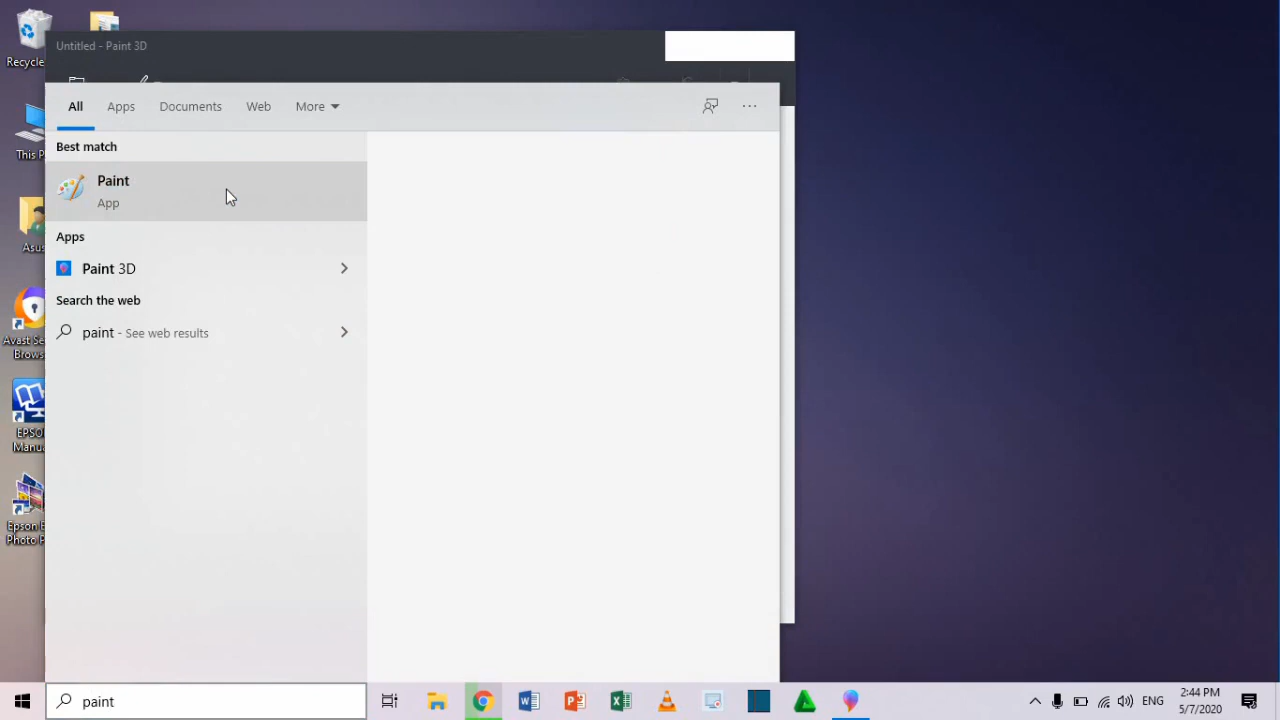 Untitled - Paint 3D
All Apps Documents Web More
Best match
Paint
App
Apps
Paint 3D
Search the web
paint - See web results
Recycle
This P
Asus
Avast Se
Brows
EPSO
Manua
Epson E
Photo P
paint
ENG
2:44 PM
5/7/2020